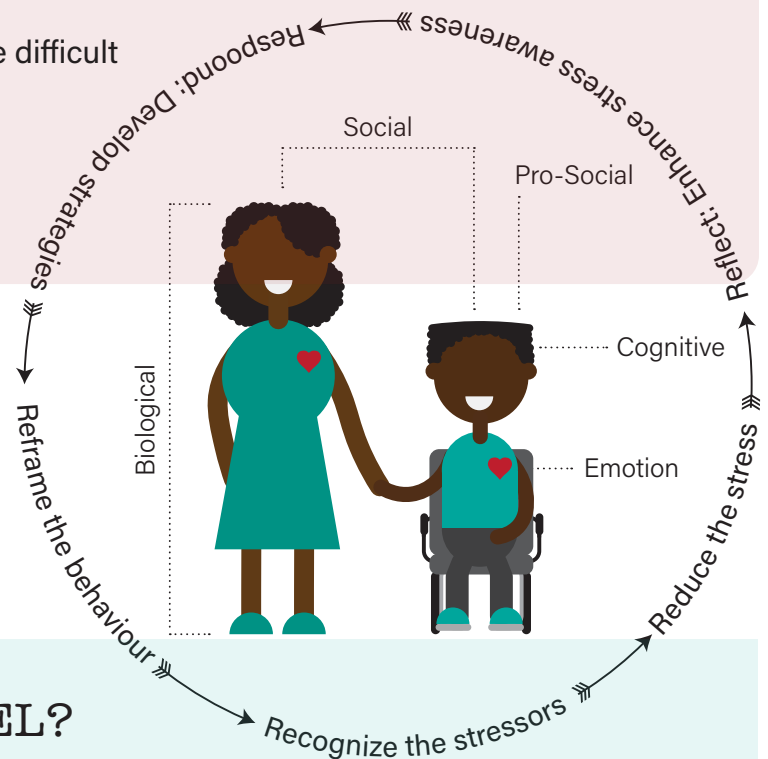 e difficult
Social
Pro-Social
Cognitive
Emotion
Biological
Reframe the behaviour
Recognize the stressors
Reduce the stress
Reflect: Enhance stress awareness
Respoond: Develop strategies
EL?